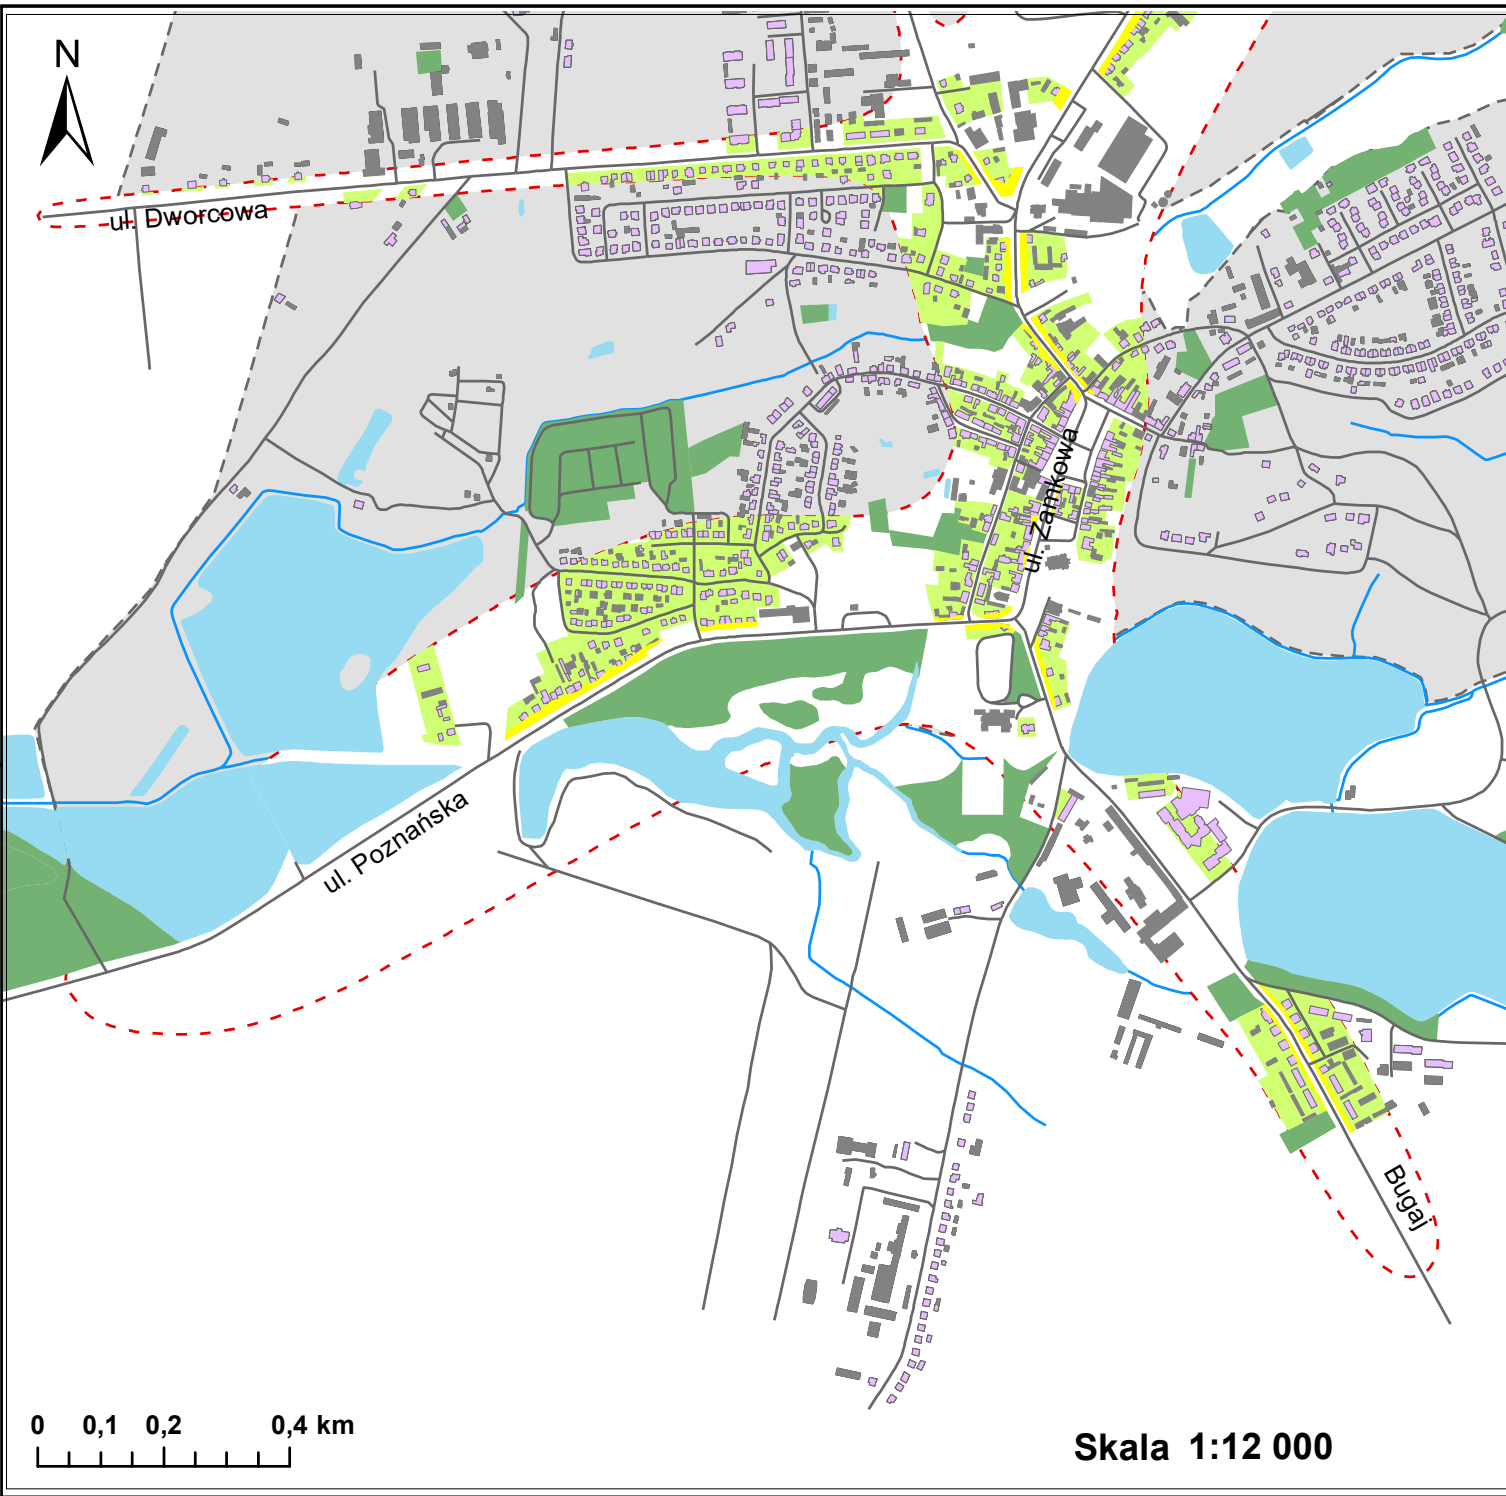 N
ul. Dworcowa
ul. Zamkowa
ul. Poznańska
Bugaj
0 0,1 0,2 0,4 km
Skala 1:12 000